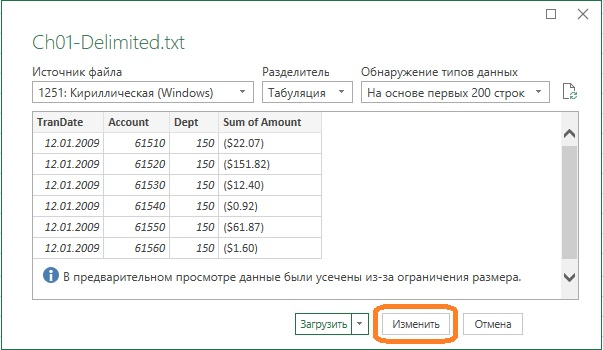 Ch01-Delimited.txt
Источник файла Разделитель Обнаружение типов данных
1251: Кириллическая (Windows) Табуляция На основе первых 200 строк
TranDate Account Dept Sum of Amount
12.01.2009 61510 150 ($22.07)
12.01.2009 61520 150 ($151.82)
12.01.2009 61530 150 ($12.40)
12.01.2009 61540 150 ($0.92)
12.01.2009 61550 150 ($61.87)
12.01.2009 61560 150 ($1.60)
В предварительном просмотре данные были усечены из-за ограничения размера.
Загрузить Изменить Отмена